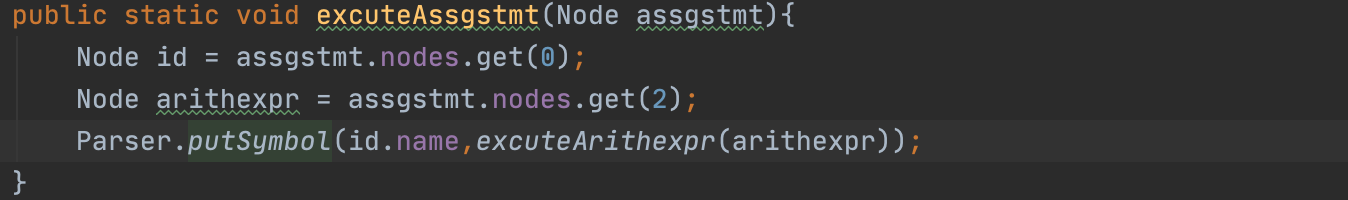 public static void excuteAssgstmt(Node assgstmt){
Node id = assgstmt.nodes.get(0);
Node arithexpr = assgstmt.nodes.get(2);
Parser.putSymbol(id.name,excuteArithexpr(arithexpr));
}